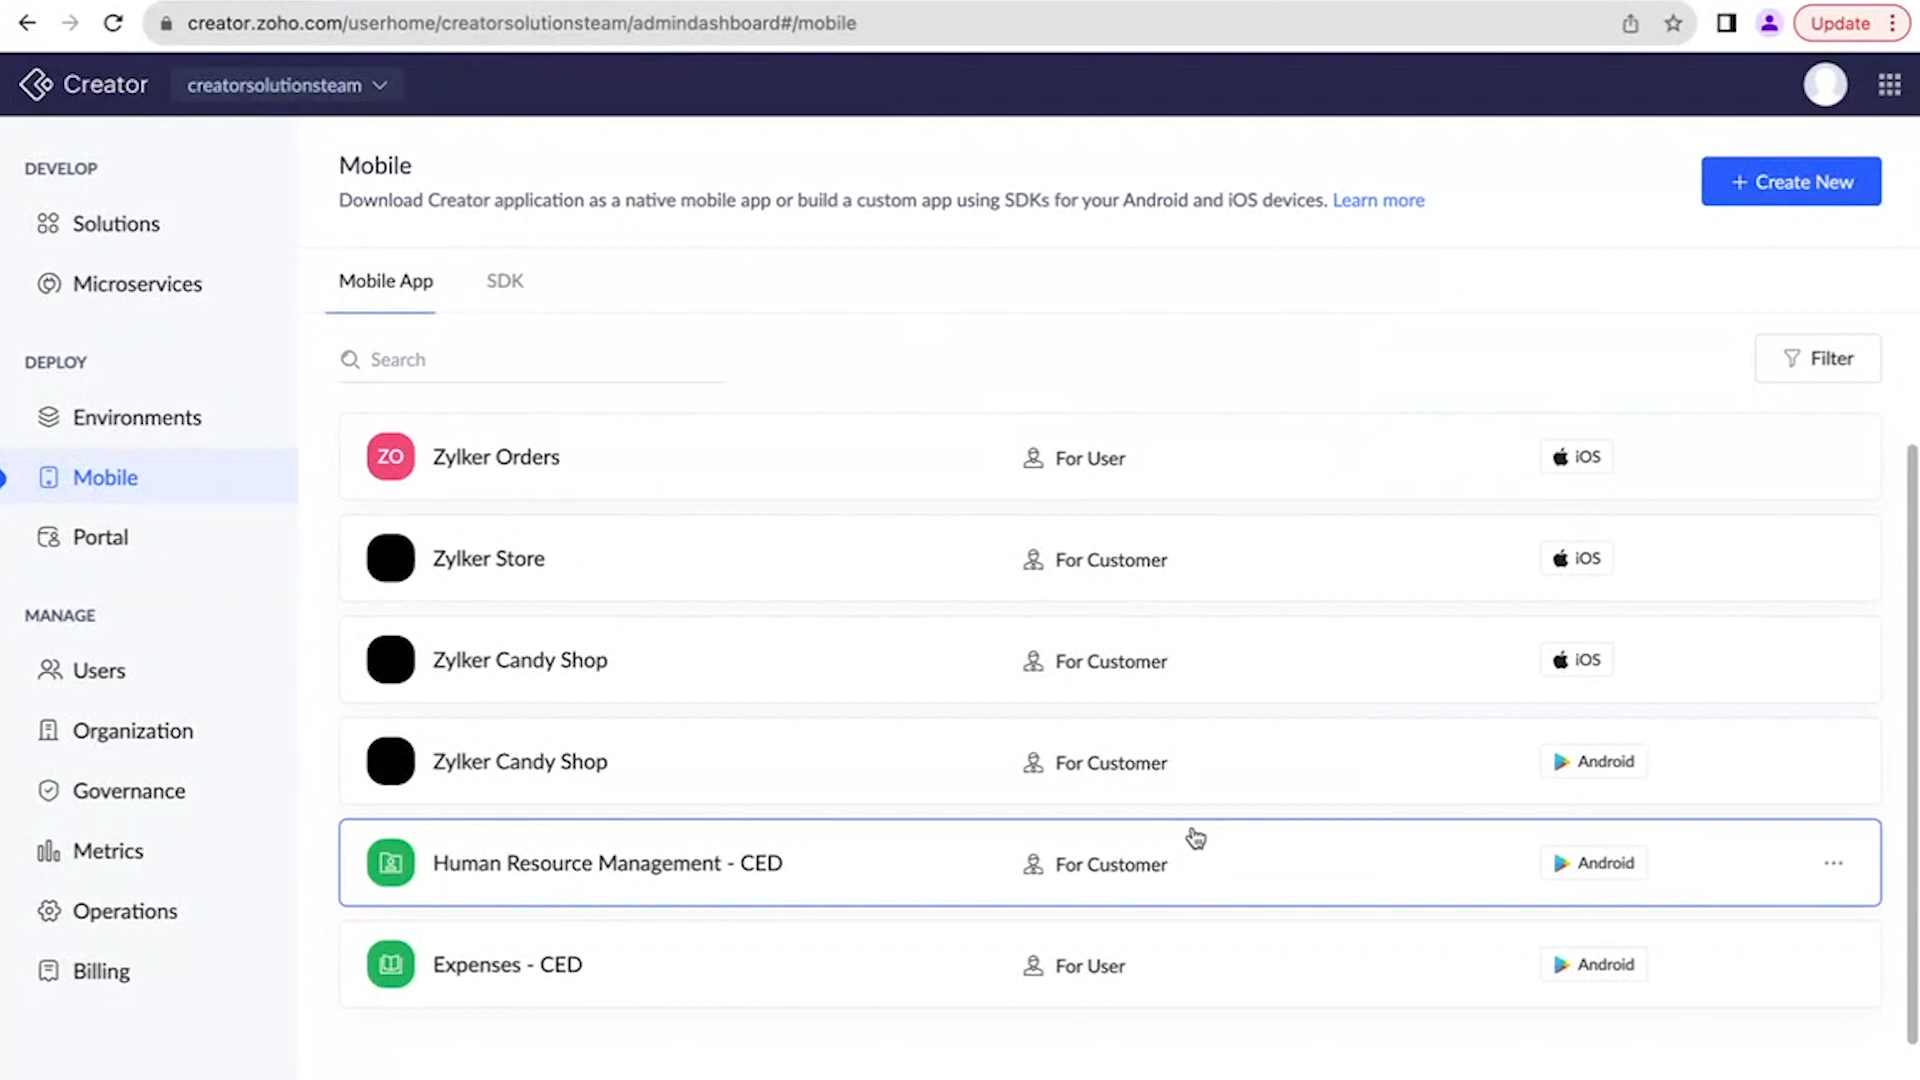 creator.zoho.com/userhome/creatorsolutionsteam/admindashboard#/mobile
Update
Creator
creatorsolutionsteam
DEVELOP
Solutions
Microservices
DEPLOY
Environments
Mobile
Portal
MANAGE
Users
Organization
Governance
Metrics
Operations
Billing
Mobile
Download Creator application as a native mobile app or build a custom app using SDKs for your Android and iOS devices. Learn more
+ Create New
Mobile App
SDK
Search
Filter
ZO Zylker Orders For User iOS
Zylker Store For Customer iOS
Zylker Candy Shop For Customer iOS
Zylker Candy Shop For Customer Android
Human Resource Management - CED For Customer Android
Expenses - CED For User Android